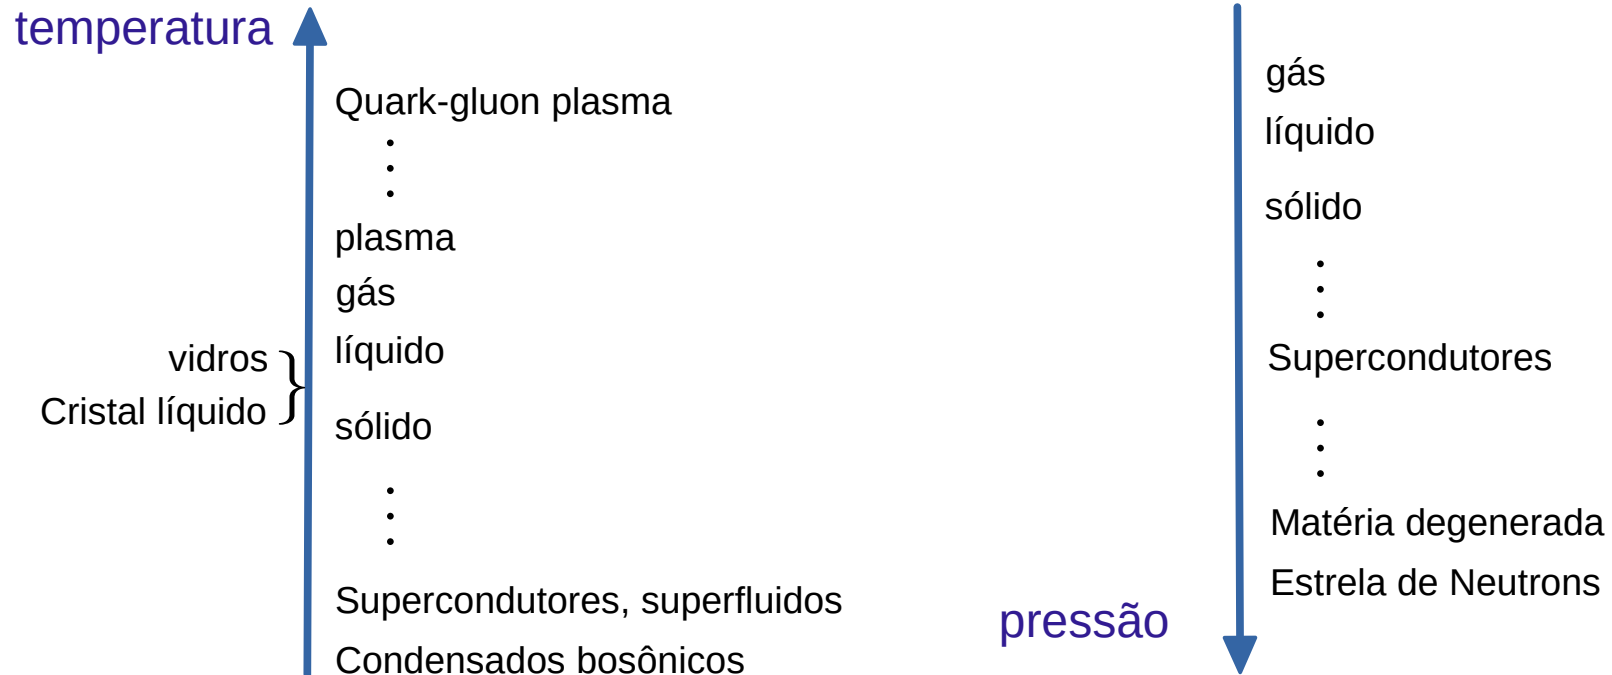 temperatura
Quark-gluon plasma
plasma
gás
líquido
vidros
Cristal líquido
sólido
Supercondutores, superfluidos
Condensados bosônicos
gás
líquido
sólido
Supercondutores
Matéria degenerada
Estrela de Neutrons
pressão